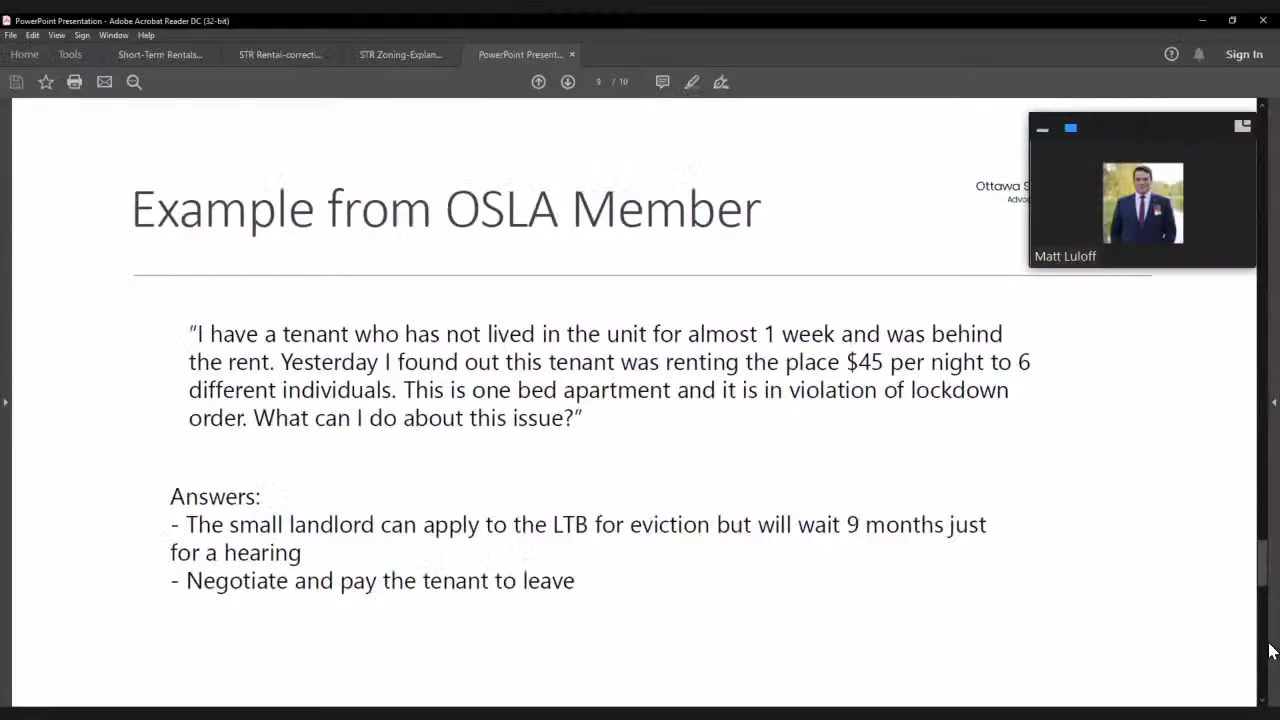 PowerPoint Presentation - Adobe Acrobat Reader DC (32-bit)
File Edit View Sign Window Help
Home Tools Short-Term Rentals... STR Rental-correcti... STR Zoning-Explan... PowerPoint Present... × Sign In
9 / 10
Example from OSLA Member
Ottawa S
Advo
Matt Luloff
"I have a tenant who has not lived in the unit for almost 1 week and was behind
the rent. Yesterday I found out this tenant was renting the place $45 per night to 6
different individuals. This is one bed apartment and it is in violation of lockdown
order. What can I do about this issue?"
Answers:
- The small landlord can apply to the LTB for eviction but will wait 9 months just
for a hearing
- Negotiate and pay the tenant to leave